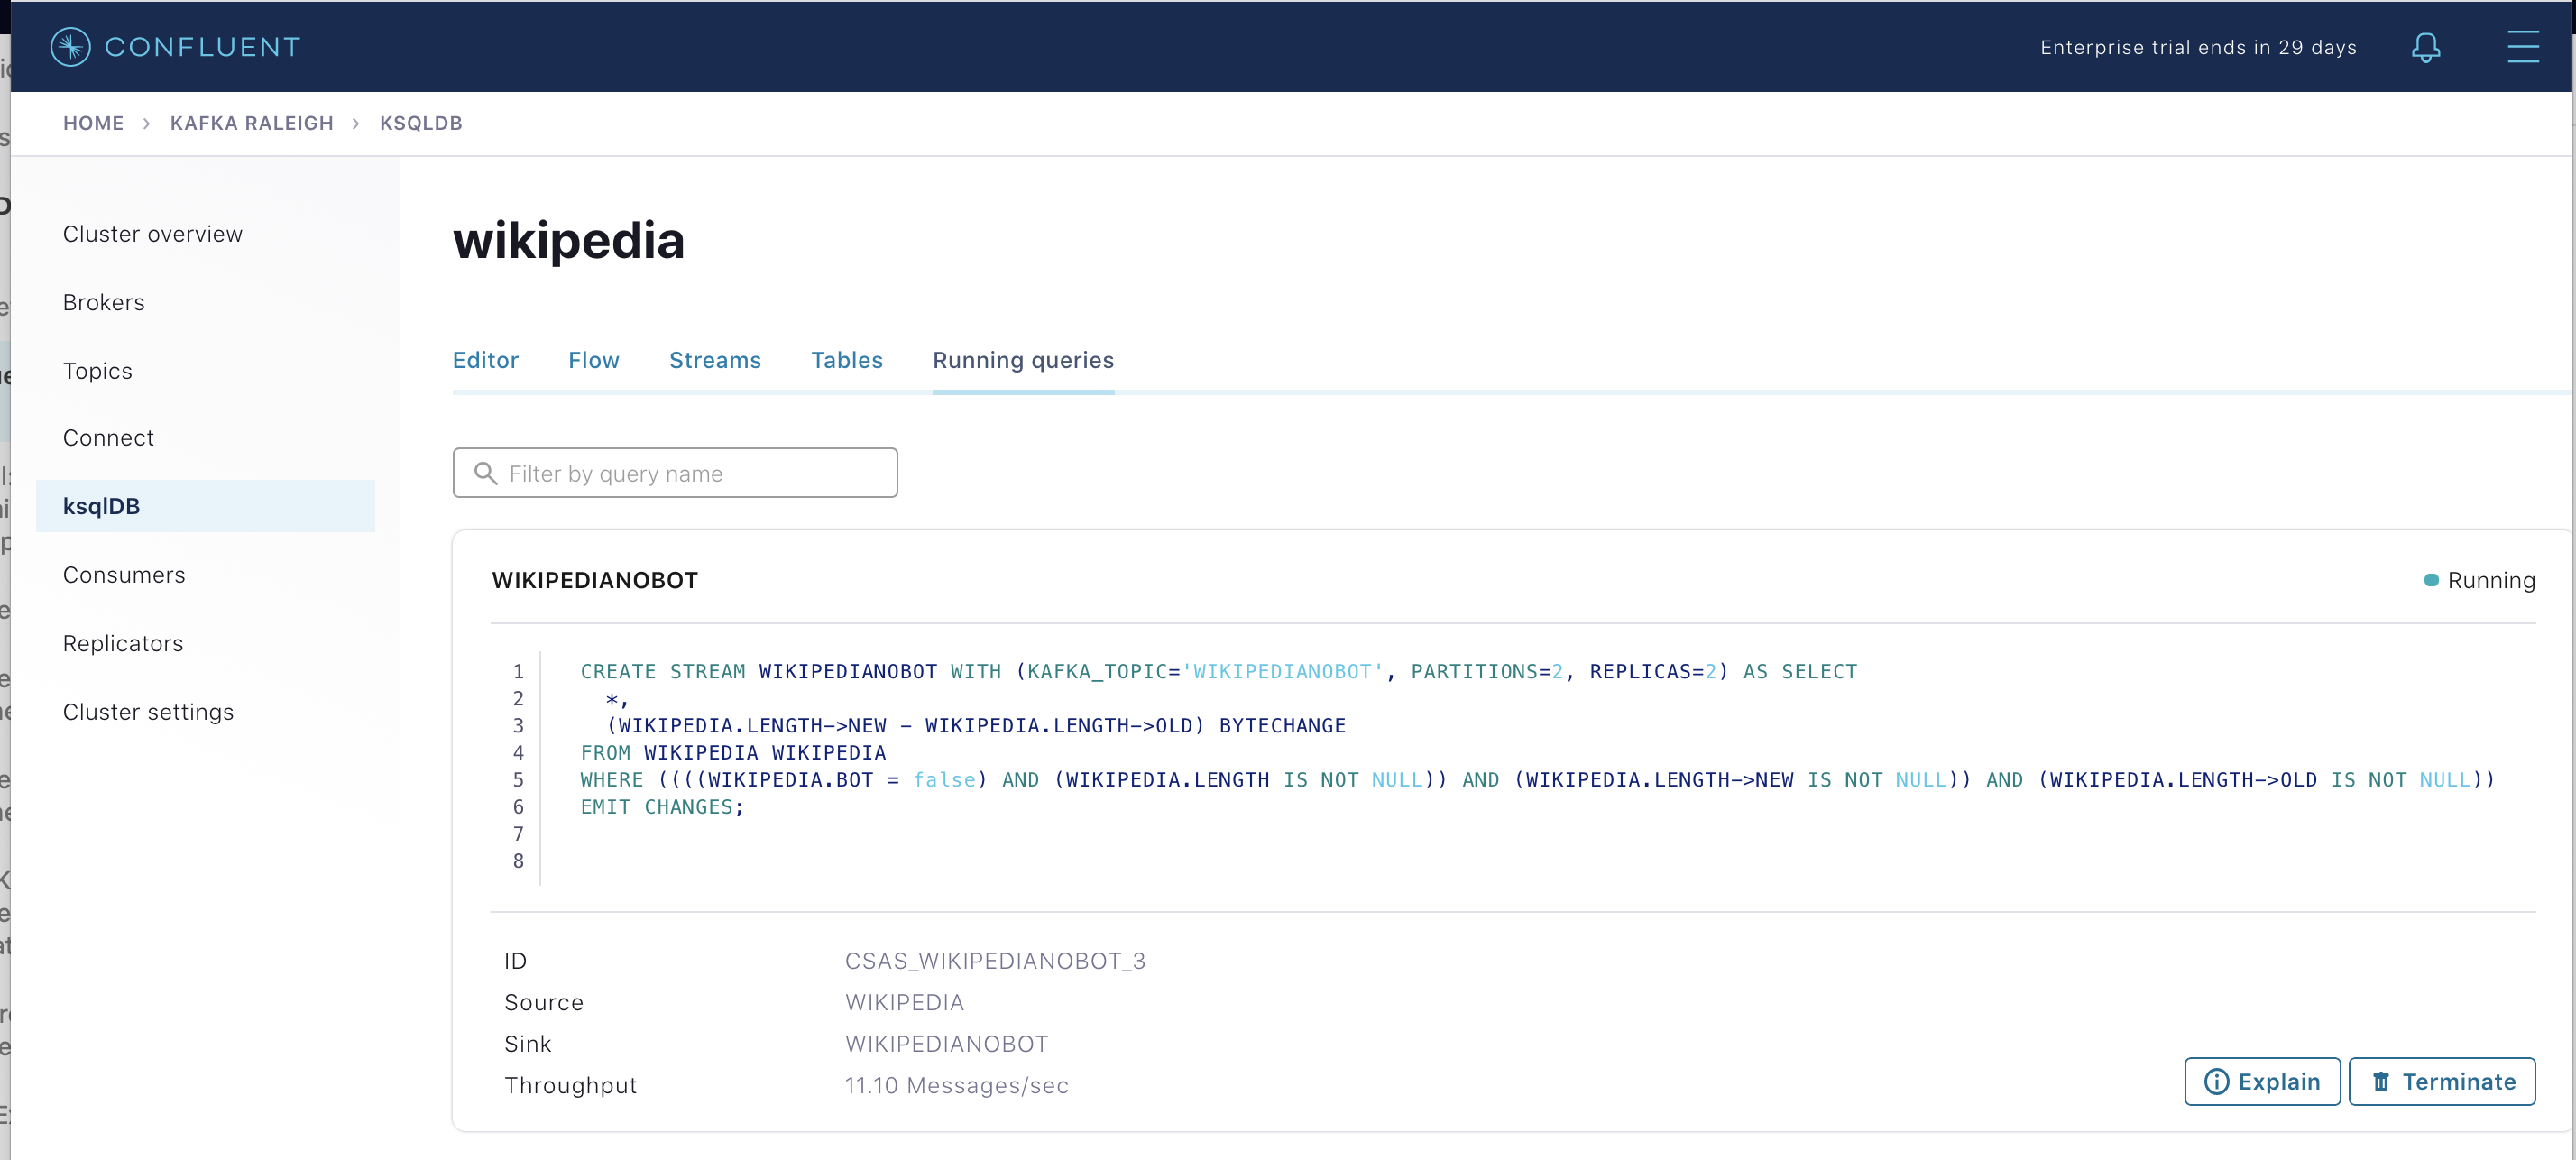 CONFLUENT
Enterprise trial ends in 29 days
HOME > KAFKA RALEIGH > KSQLDB
Cluster overview
Brokers
Topics
Connect
ksqlDB
Consumers
Replicators
Cluster settings
wikipedia
Editor Flow Streams Tables Running queries
Filter by query name
WIKIPEDIANOBOT
Running
1 CREATE STREAM WIKIPEDIANOBOT WITH (KAFKA_TOPIC='WIKIPEDIANOBOT', PARTITIONS=2, REPLICAS=2) AS SELECT
2 *,
3 (WIKIPEDIA.LENGTH->NEW - WIKIPEDIA.LENGTH->OLD) BYTECHANGE
4 FROM WIKIPEDIA WIKIPEDIA
5 WHERE ((((WIKIPEDIA.BOT = false) AND (WIKIPEDIA.LENGTH IS NOT NULL)) AND (WIKIPEDIA.LENGTH->NEW IS NOT NULL)) AND (WIKIPEDIA.LENGTH->OLD IS NOT NULL))
6 EMIT CHANGES;
7
8
ID CSAS_WIKIPEDIANOBOT_3
Source WIKIPEDIA
Sink WIKIPEDIANOBOT
Throughput 11.10 Messages/sec
Explain
Terminate